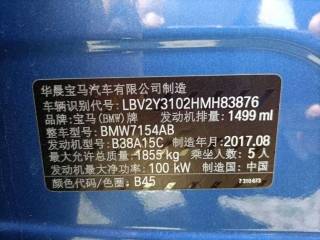 华晨宝马汽车有限公司制造
车辆识别代号: LBV2Y3102HMH83876
品牌: 宝马(BMW)牌 发动机排量: 1499 ml
整车型号: BMW7154AB
发动机型号: B38A15C 制造年月: 2017.08
最大允许总质量: 1855 kg 乘坐人数: 5 人
发动机最大净功率: 100 kW 制造国: 中国
颜色代码/色圈: B45
7310473